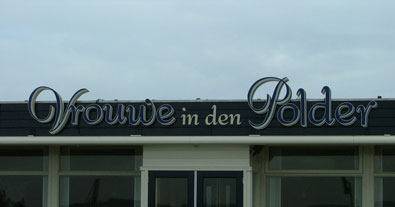 Vrouwe in den Polder